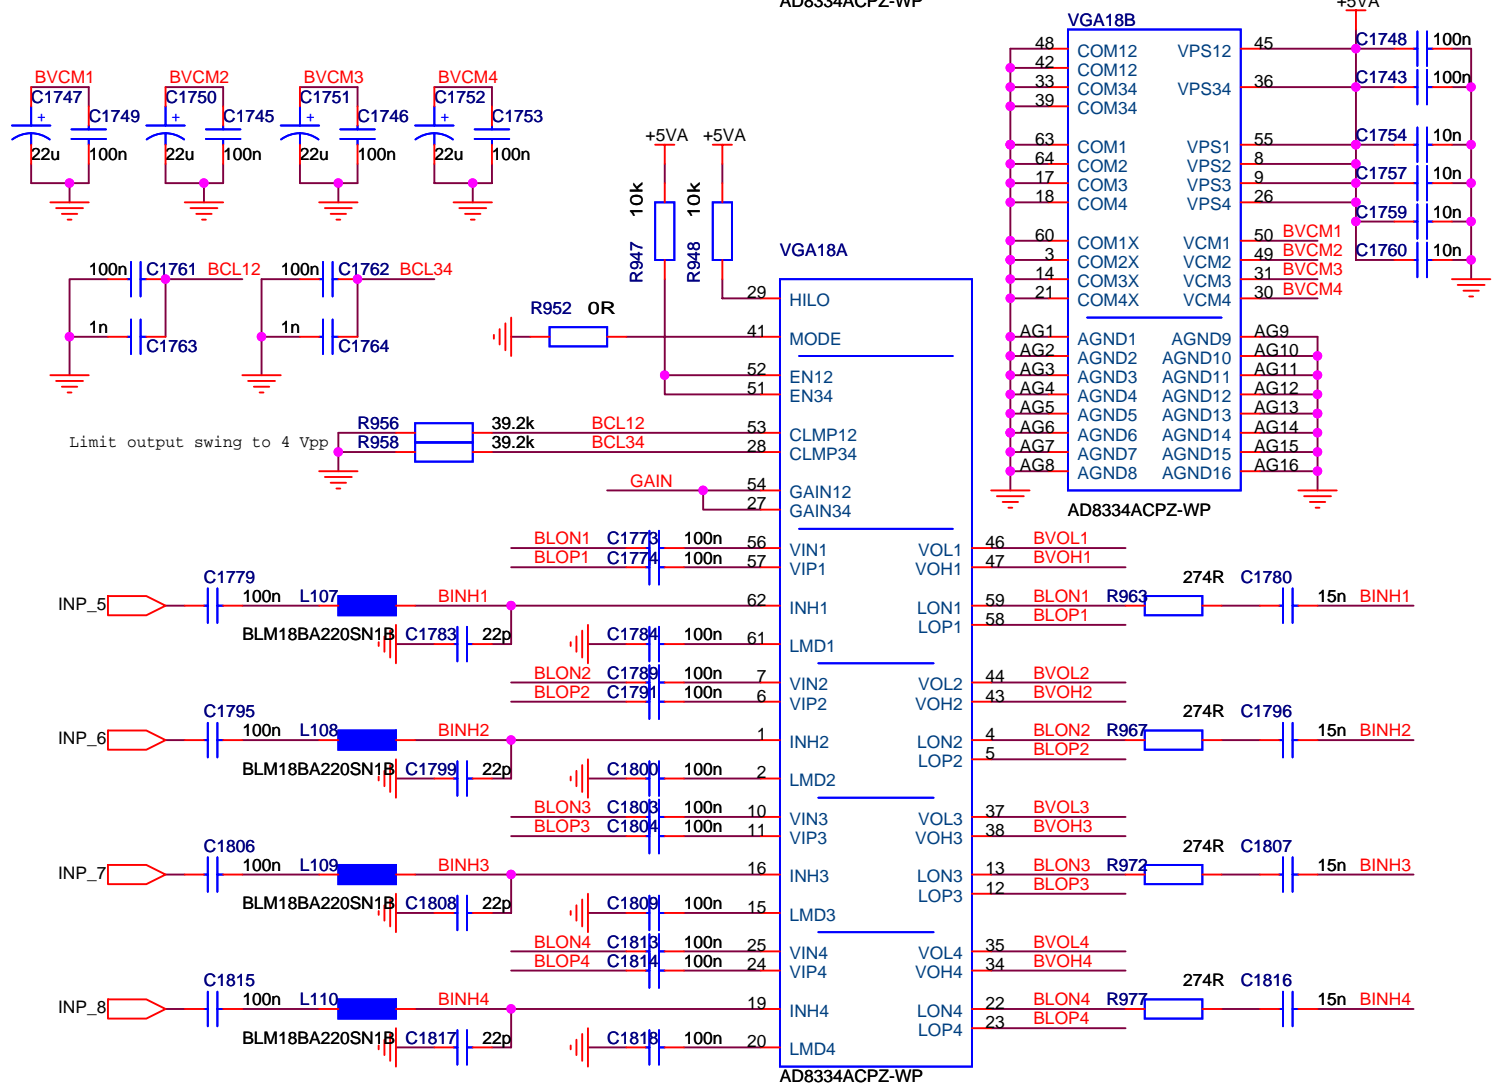 AD8334ACPZ-WP
+5VA
VGA18B
BVCM1 BVCM2 BVCM3 BVCM4
C1747 C1749 C1750 C1745 C1751 C1746 C1752 C1753
+ + + +
22u 100n 22u 100n 22u 100n 22u 100n
48 COM12 VPS12 45 C1748 100n
42 COM12
33 COM34 VPS34 36 C1743 100n
39 COM34
63 COM1 VPS1 55 C1754 10n
64 COM2 VPS2 8
17 COM3 VPS3 9 C1757 10n
18 COM4 VPS4 26
C1759 10n
60 COM1X VCM1 50 BVCM1
3 COM2X VCM2 49 BVCM2 C1760 10n
14 COM3X VCM3 31 BVCM3
21 COM4X VCM4 30 BVCM4
AG1 AGND1 AGND9 AG9
AG2 AGND2 AGND10 AG10
AG3 AGND3 AGND11 AG11
AG4 AGND4 AGND12 AG12
AG5 AGND5 AGND13 AG13
AG6 AGND6 AGND14 AG14
AG7 AGND7 AGND15 AG15
AG8 AGND8 AGND16 AG16
AD8334ACPZ-WP
+5VA +5VA
R947 10k R948 10k
100n C1761 BCL12 100n C1762 BCL34
1n C1763 1n C1764
VGA18A
29 HILO
R952 0R 41 MODE
52 EN12
51 EN34
R956 39.2k BCL12 53 CLMP12
Limit output swing to 4 Vpp
R958 39.2k BCL34 28 CLMP34
GAIN 54 GAIN12
27 GAIN34
BLON1 C1773 100n 56 VIN1 VOL1 46 BVOL1
BLOP1 C1774 100n 57 VIP1 VOH1 47 BVOH1
INP_5 C1779 100n L107 BINH1 62 INH1 LON1 59 BLON1 R963 274R C1780 15n BINH1
LOP1 58 BLOP1
BLM18BA220SN1B C1783 22p C1784 100n 61 LMD1
BLON2 C1789 100n 7 VIN2 VOL2 44 BVOL2
BLOP2 C1791 100n 6 VIP2 VOH2 43 BVOH2
INP_6 C1795 100n L108 BINH2 1 INH2 LON2 4 BLON2 R967 274R C1796 15n BINH2
LOP2 5 BLOP2
BLM18BA220SN1B C1799 22p C1800 100n 2 LMD2
BLON3 C1803 100n 10 VIN3 VOL3 37 BVOL3
BLOP3 C1804 100n 11 VIP3 VOH3 38 BVOH3
INP_7 C1806 100n L109 BINH3 16 INH3 LON3 13 BLON3 R972 274R C1807 15n BINH3
LOP3 12 BLOP3
BLM18BA220SN1B C1808 22p C1809 100n 15 LMD3
BLON4 C1813 100n 25 VIN4 VOL4 35 BVOL4
BLOP4 C1814 100n 24 VIP4 VOH4 34 BVOH4
INP_8 C1815 100n L110 BINH4 19 INH4 LON4 22 BLON4 R977 274R C1816 15n BINH4
LOP4 23 BLOP4
BLM18BA220SN1B C1817 22p C1818 100n 20 LMD4
AD8334ACPZ-WP